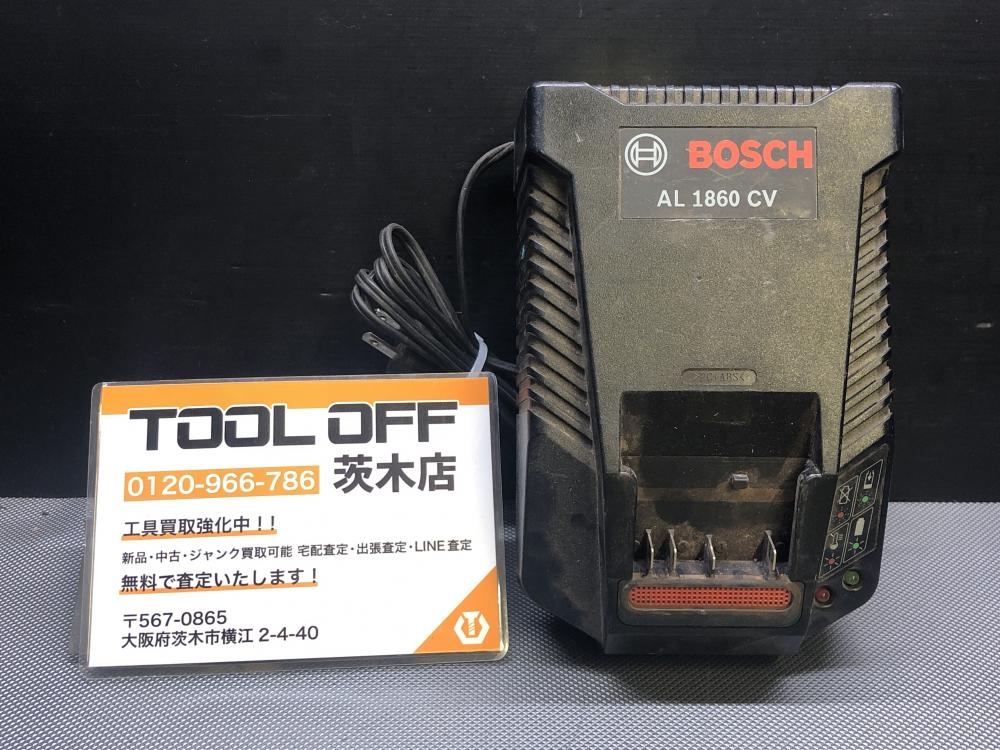 BOSCH
AL 1860 CV
TOOL OFF
0120-966-786 茨木店
工具買取強化中！！
新品・中古・ジャンク買取可能 宅配査定・出張査定・LINE査定
無料で査定いたします！
〒567-0865
大阪府茨木市横江 2-4-40